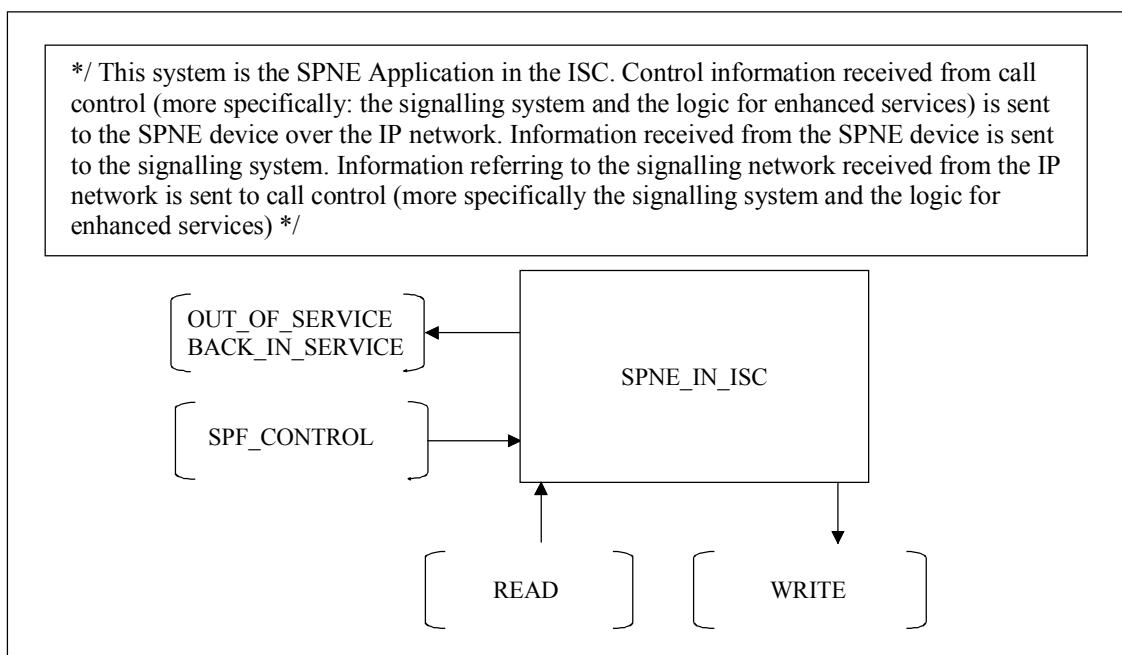 */ This system is the SPNE Application in the ISC. Control information received from call
control (more specifically: the signalling system and the logic for enhanced services) is sent
to the SPNE device over the IP network. Information received from the SPNE device is sent
to the signalling system. Information referring to the signalling network received from the IP
network is sent to call control (more specifically the signalling system and the logic for
enhanced services) */
OUT_OF_SERVICE
BACK_IN_SERVICE
SPNE_IN_ISC
SPF_CONTROL
READ
WRITE